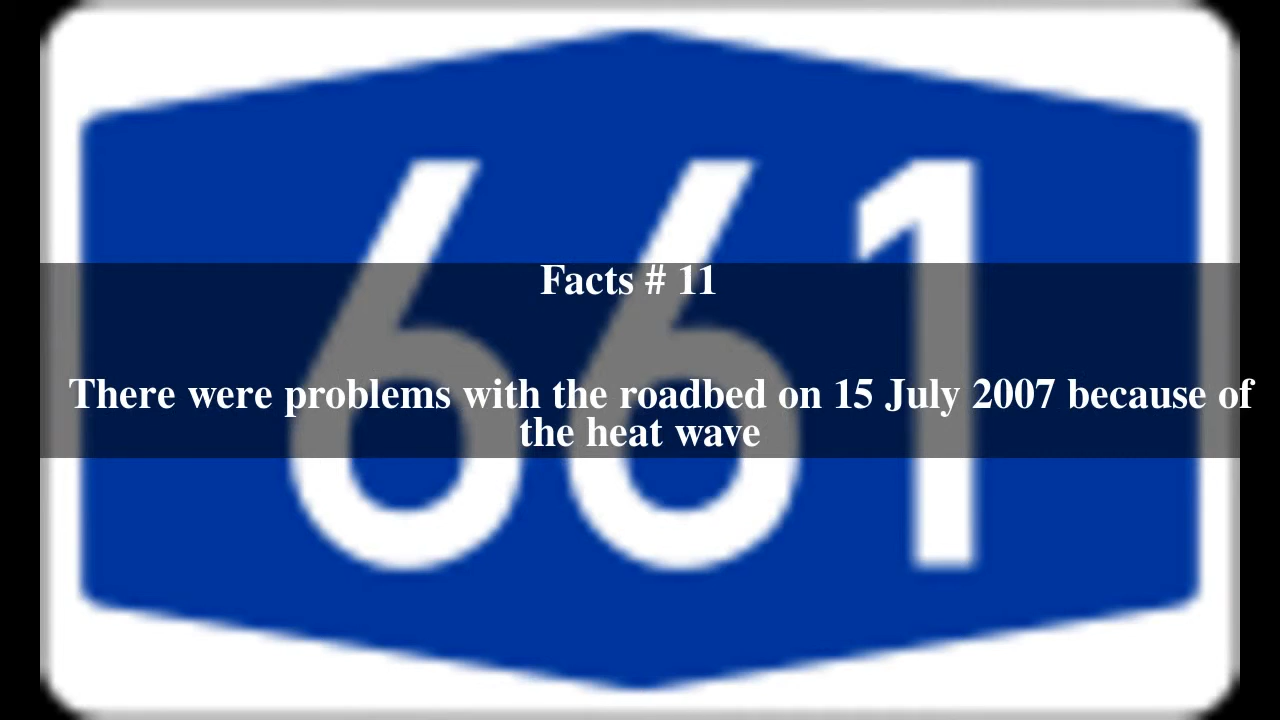 661
Facts # 11
There were problems with the roadbed on 15 July 2007 because of
the heat wave